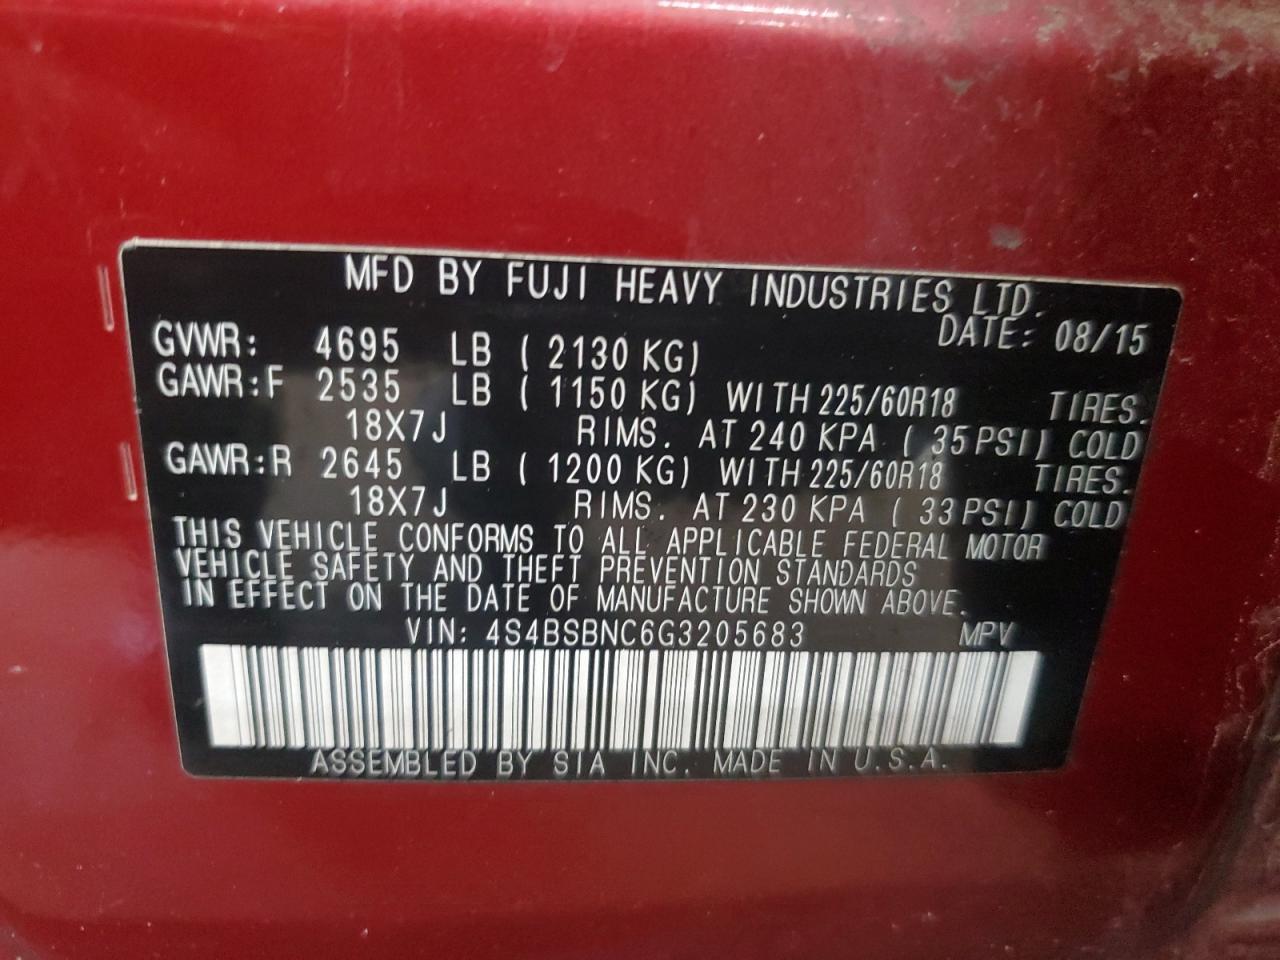 MFD BY FUJI HEAVY INDUSTRIES LTD.
DATE: 08/15
GVWR: 4695 LB ( 2130 KG)
GAWR:F 2535 LB ( 1150 KG) WITH 225/60R18 TIRES.
18X7J RIMS. AT 240 KPA ( 35 PSI) COLD
GAWR:R 2645 LB ( 1200 KG) WITH 225/60R18 TIRES.
18X7J RIMS. AT 230 KPA ( 33 PSI) COLD
THIS VEHICLE CONFORMS TO ALL APPLICABLE FEDERAL MOTOR
VEHICLE SAFETY AND THEFT PREVENTION STANDARDS
IN EFFECT ON THE DATE OF MANUFACTURE SHOWN ABOVE.
VIN: 4S4BSBNC6G3205683 MPV
ASSEMBLED BY SIA INC. MADE IN U.S.A.